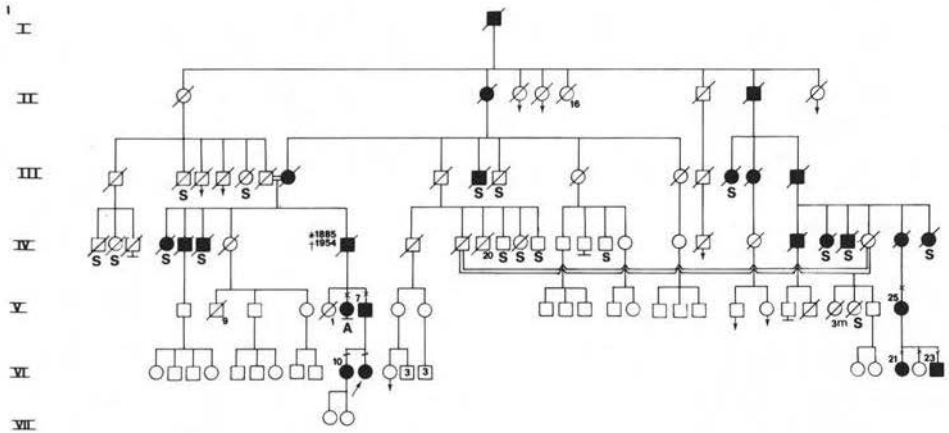 I
I
II
16
III
S S S S S
*1885
†1954
IV
S S S S 20 S S S S S S S
7 25
V
9 1 A 3m S
10 21 23
VI
3 3
VII